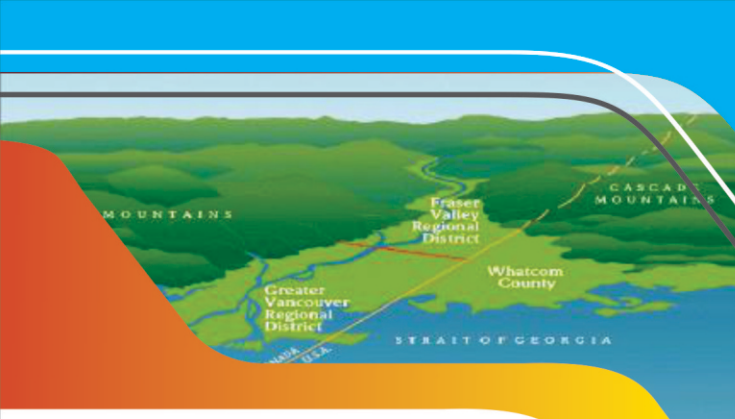 MOUNTAINS
CASCADE
MOUNTAINS
Fraser
Valley
Regional
District
Whatcom
County
Greater
Vancouver
Regional
District
STRAIT OF GEORGIA
U.S.A.